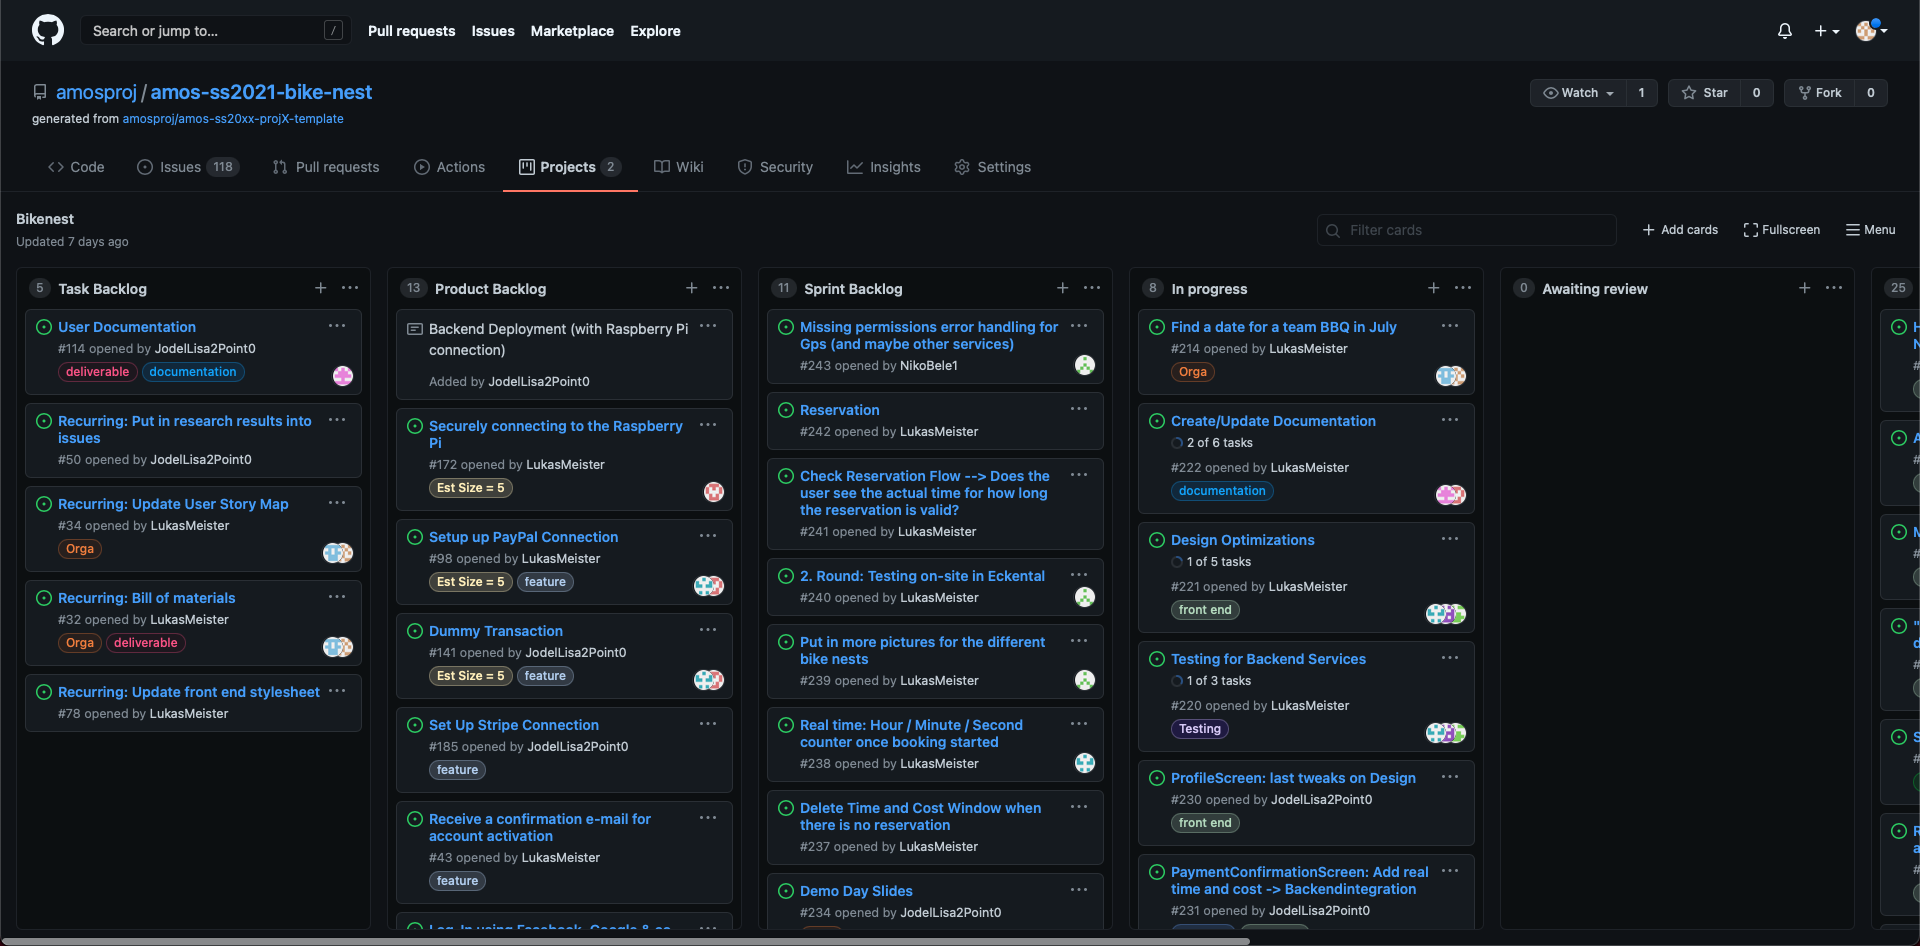 Search or jump to... /
Pull requests Issues Marketplace Explore
amosproj / amos-ss2021-bike-nest
generated from amosproj/amos-ss20xx-projX-template
Watch 1 Star 0 Fork 0
Code Issues 118 Pull requests Actions Projects 2 Wiki Security Insights Settings
Bikenest
Updated 7 days ago
Filter cards
Add cards Fullscreen Menu
5 Task Backlog
User Documentation
#114 opened by JodelLisa2Point0
deliverable documentation
Recurring: Put in research results into
issues
#50 opened by JodelLisa2Point0
Recurring: Update User Story Map
#34 opened by LukasMeister
Orga
Recurring: Bill of materials
#32 opened by LukasMeister
Orga deliverable
Recurring: Update front end stylesheet
#78 opened by LukasMeister
13 Product Backlog
Backend Deployment (with Raspberry Pi
connection)
Added by JodelLisa2Point0
Securely connecting to the Raspberry
Pi
#172 opened by LukasMeister
Est Size = 5
Setup up PayPal Connection
#98 opened by LukasMeister
Est Size = 5 feature
Dummy Transaction
#141 opened by JodelLisa2Point0
Est Size = 5 feature
Set Up Stripe Connection
#185 opened by JodelLisa2Point0
feature
Receive a confirmation e-mail for
account activation
#43 opened by LukasMeister
feature
11 Sprint Backlog
Missing permissions error handling for
Gps (and maybe other services)
#243 opened by NikoBele1
Reservation
#242 opened by LukasMeister
Check Reservation Flow --> Does the
user see the actual time for how long
the reservation is valid?
#241 opened by LukasMeister
2. Round: Testing on-site in Eckental
#240 opened by LukasMeister
Put in more pictures for the different
bike nests
#239 opened by LukasMeister
Real time: Hour / Minute / Second
counter once booking started
#238 opened by LukasMeister
Delete Time and Cost Window when
there is no reservation
#237 opened by LukasMeister
Demo Day Slides
#234 opened by JodelLisa2Point0
8 In progress
Find a date for a team BBQ in July
#214 opened by LukasMeister
Orga
Create/Update Documentation
2 of 6 tasks
#222 opened by LukasMeister
documentation
Design Optimizations
1 of 5 tasks
#221 opened by LukasMeister
front end
Testing for Backend Services
1 of 3 tasks
#220 opened by LukasMeister
Testing
ProfileScreen: last tweaks on Design
#230 opened by JodelLisa2Point0
front end
PaymentConfirmationScreen: Add real
time and cost -> Backendintegration
#231 opened by JodelLisa2Point0
0 Awaiting review
25